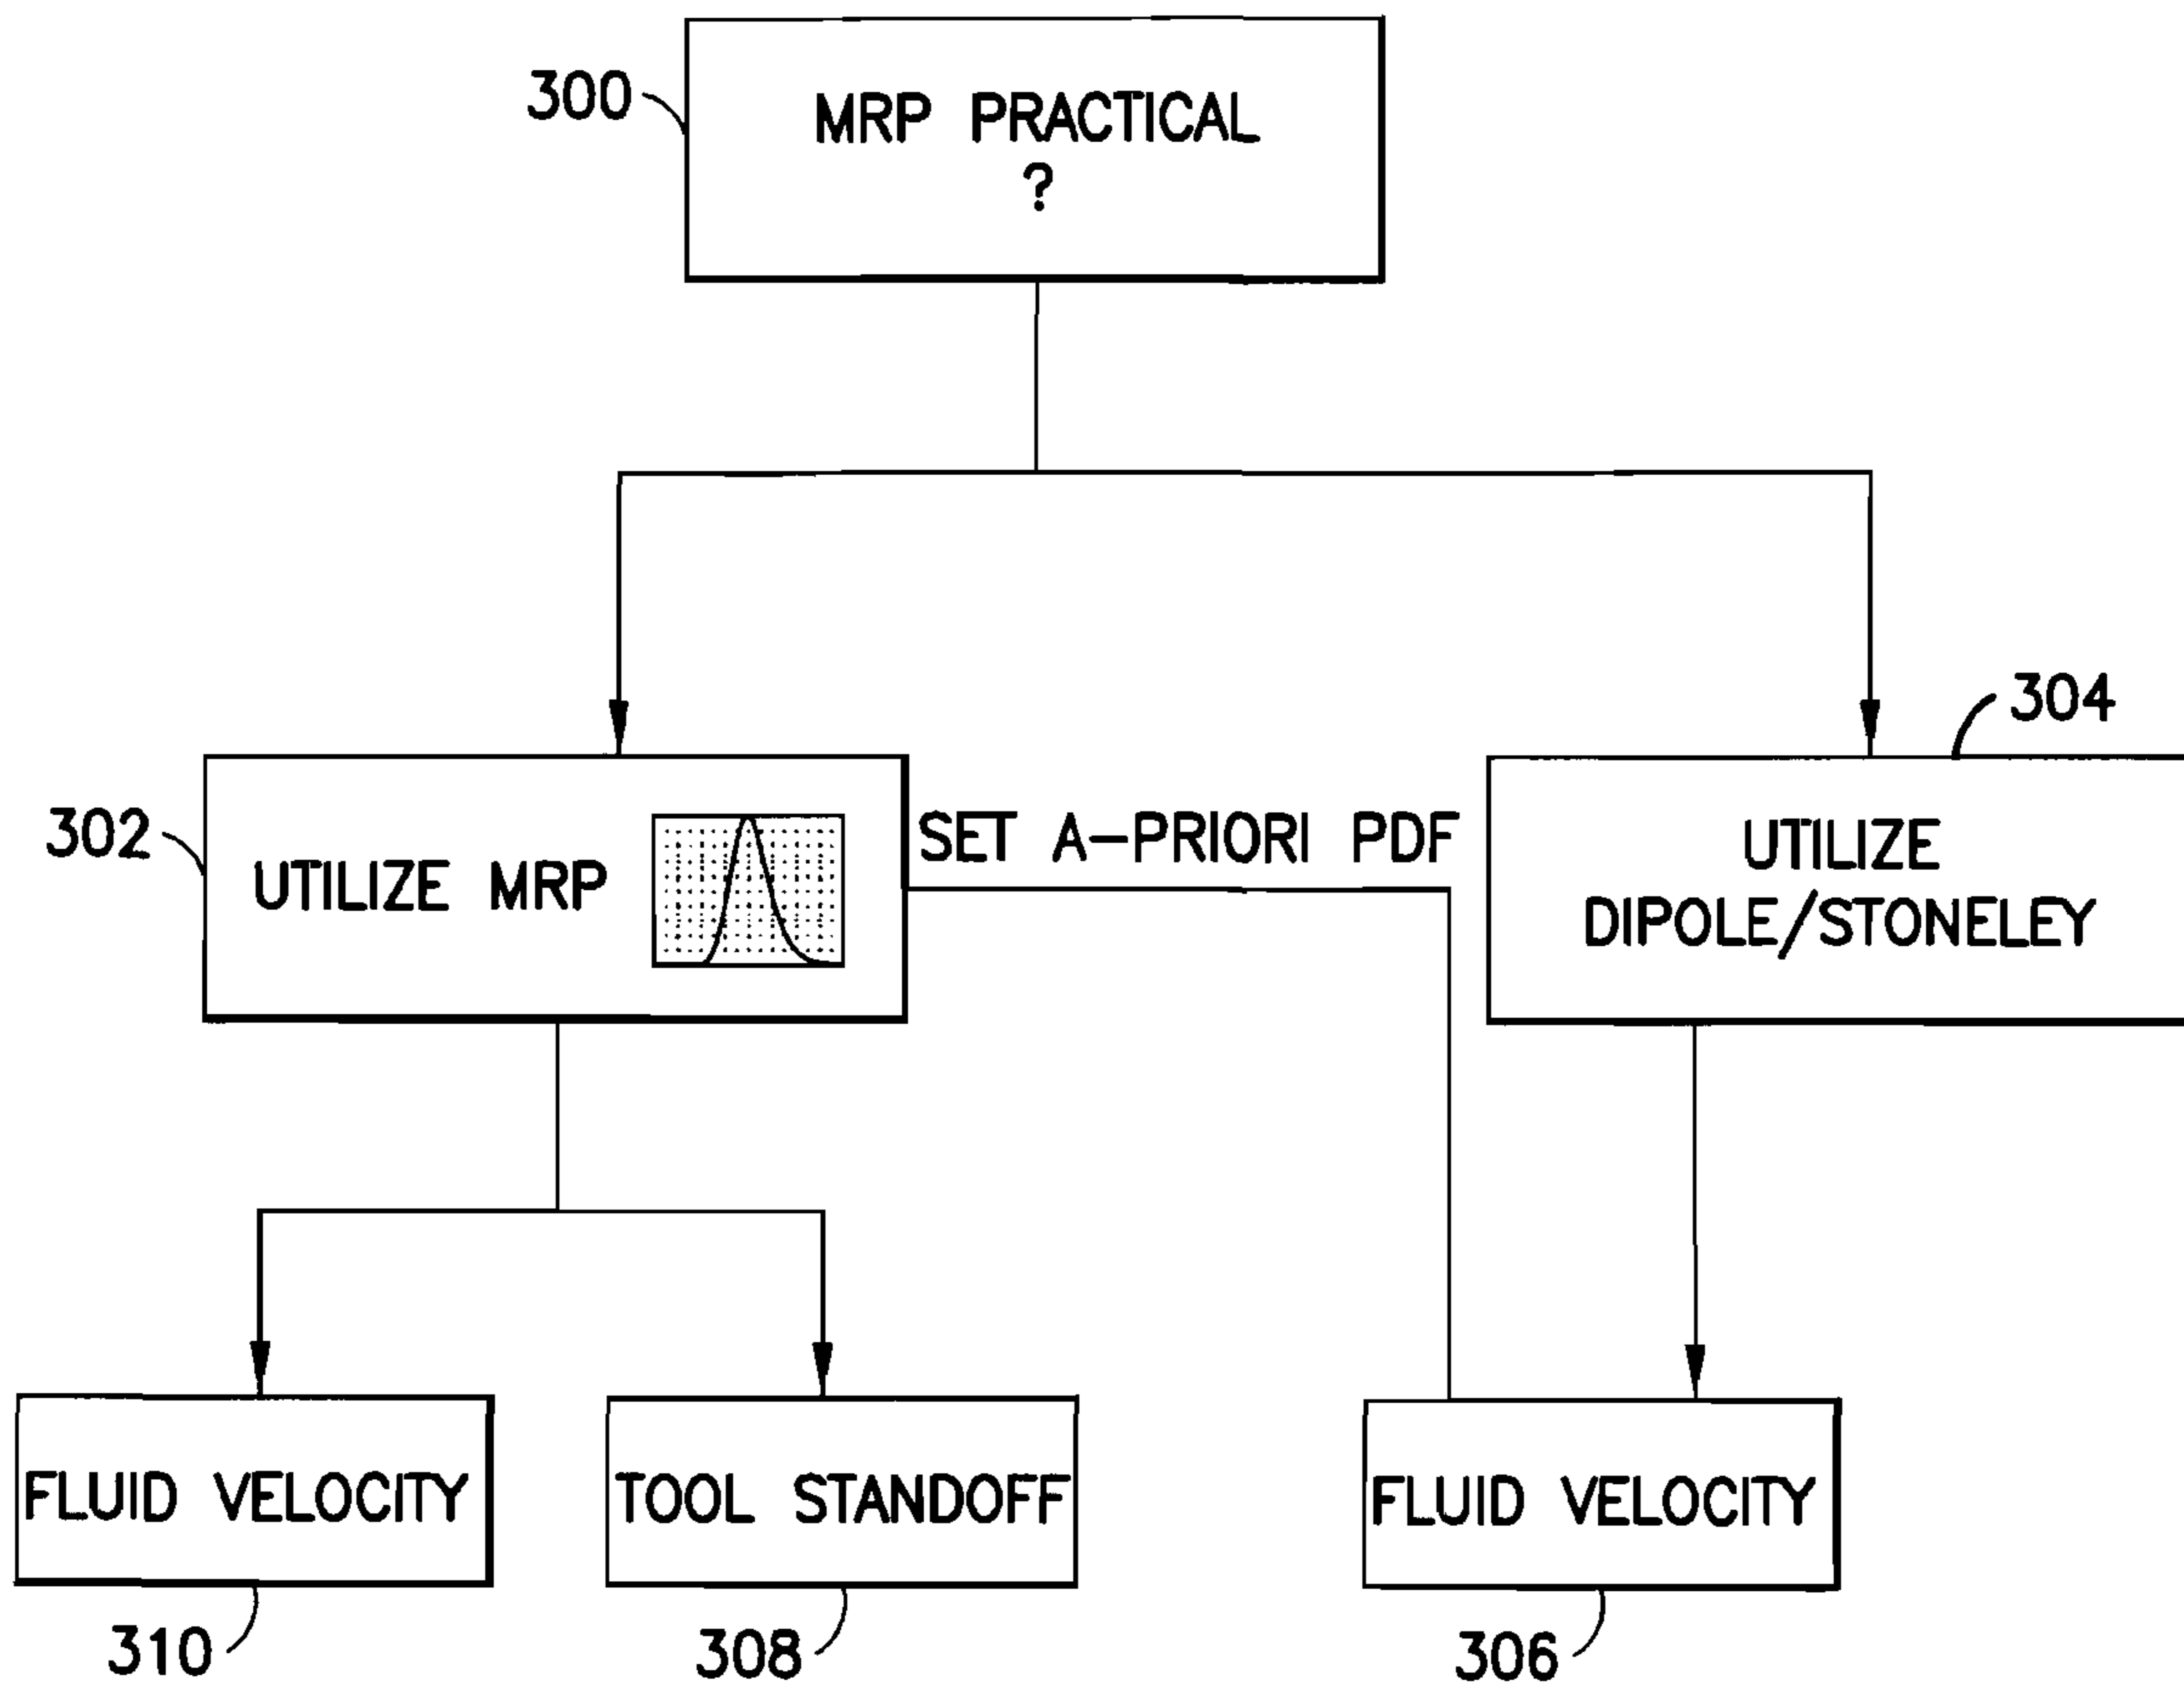 300
MRP PRACTICAL
?
304
302
UTILIZE MRP
SET A-PRIORI PDF
UTILIZE
DIPOLE/STONELEY
FLUID VELOCITY
TOOL STANDOFF
FLUID VELOCITY
310
308
306